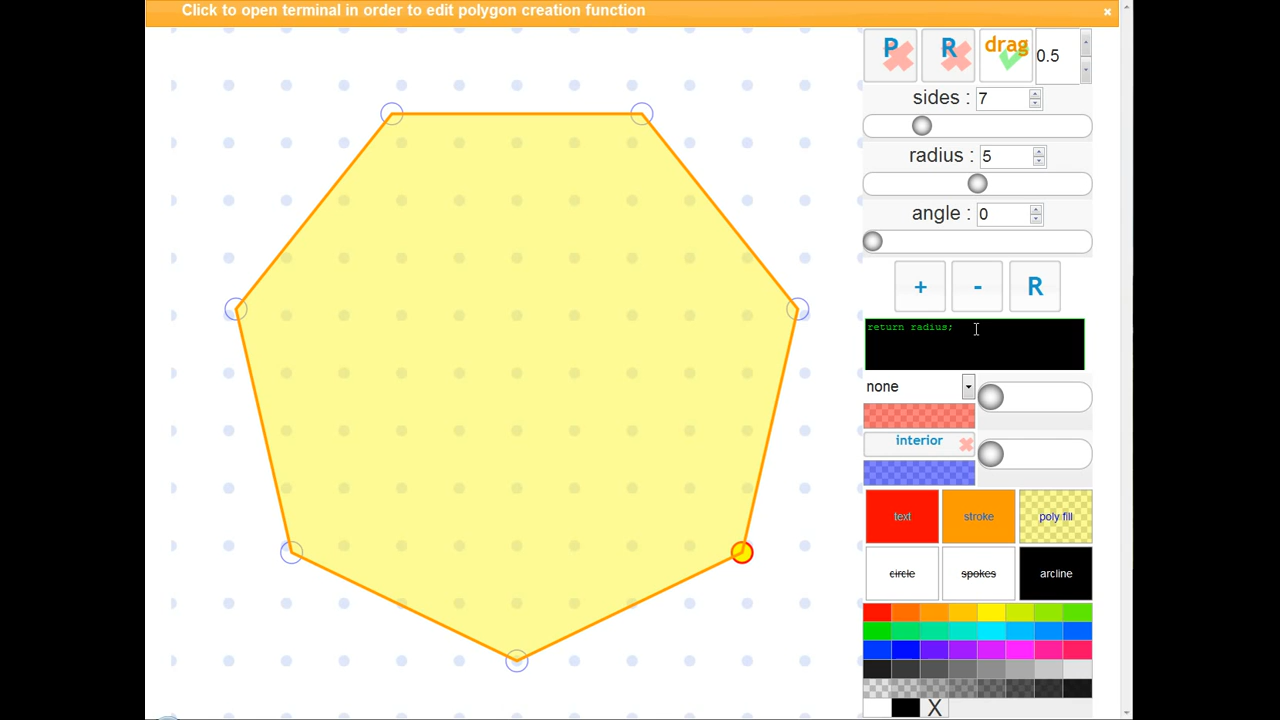 Click to open terminal in order to edit polygon creation function
×
P
R
drag
0.5
sides : 7
radius : 5
angle : 0
+
-
R
return radius;
none
interior
text
stroke
poly fill
circle
spokes
arcline
X